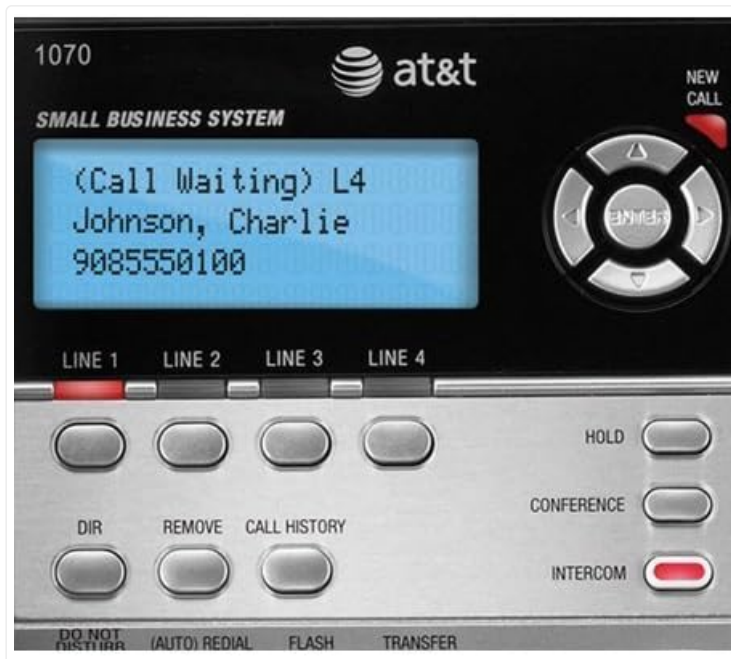 1070
at&t
NEW
CALL
SMALL BUSINESS SYSTEM
(Call Waiting) L4
Johnson, Charlie
9085550100
ENTER
LINE 1 LINE 2 LINE 3 LINE 4
HOLD
CONFERENCE
DIR REMOVE CALL HISTORY
INTERCOM
DO NOT
DISTURB (AUTO) REDIAL FLASH TRANSFER